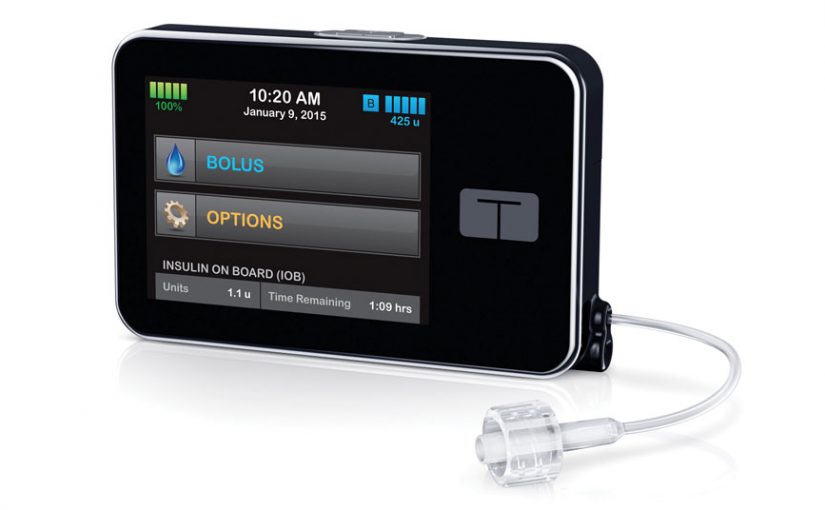 10:20 AM
January 9, 2015
100%
B
425 u
BOLUS
OPTIONS
INSULIN ON BOARD (IOB)
Units 1.1 u Time Remaining 1:09 hrs
T